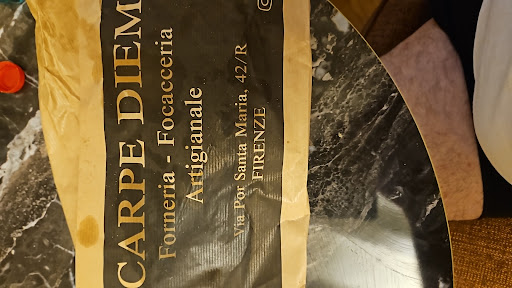 CARPE DIEM
Forneria - Focacceria
Artigianale
Via Por Santa Maria, 42/R
FIRENZE